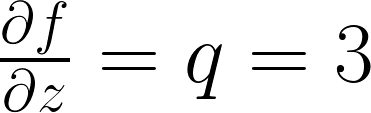 ∂f/∂z = q = 3